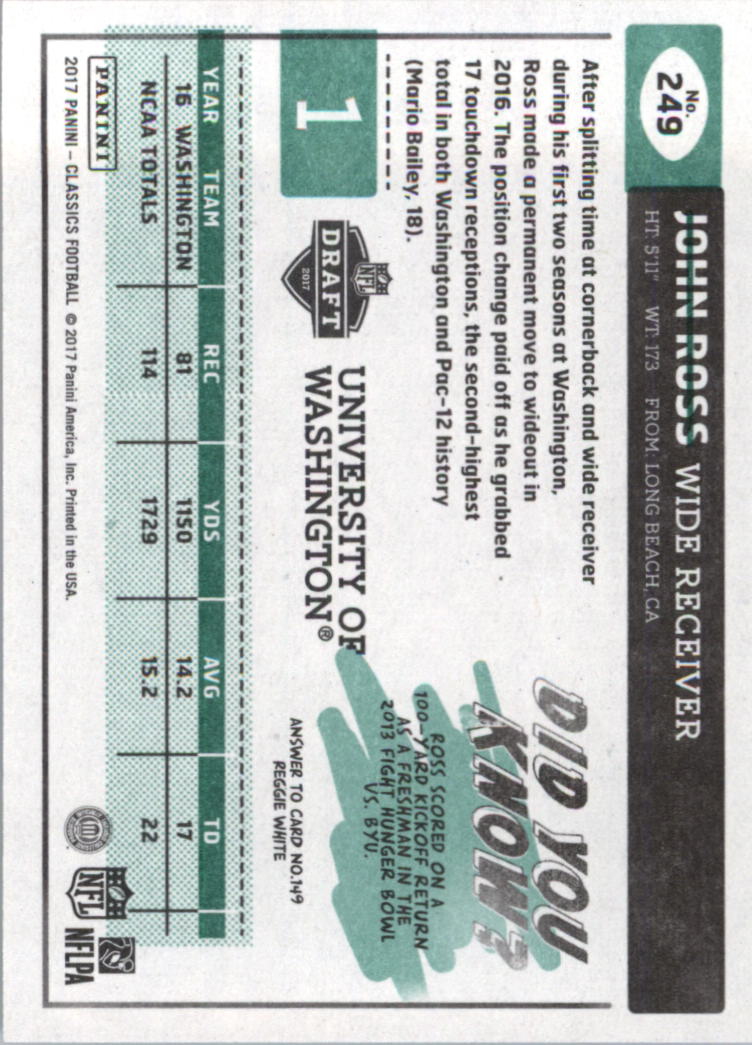 No.
249
JOHN ROSS WIDE RECEIVER
HT: 5'11" WT: 173 FROM: LONG BEACH, CA
After splitting time at cornerback and wide receiver
during his first two seasons at Washington,
Ross made a permanent move to wideout in
2016. The position change paid off as he grabbed
17 touchdown receptions, the second-highest
total in both Washington and Pac-12 history
(Mario Bailey, 18).
DID YOU
KNOW?
ROSS SCORED ON A
100-YARD KICKOFF RETURN
AS A FRESHMAN IN THE
2013 FIGHT HUNGER BOWL
VS. BYU.
ANSWER TO CARD NO.149
REGGIE WHITE
1
NFL
DRAFT
2017
UNIVERSITY OF
WASHINGTON®
YEAR TEAM REC YDS AVG TD
16 WASHINGTON 81 1150 14.2 17
NCAA TOTALS 114 1729 15.2 22
PANINI
2017 PANINI – CLASSICS FOOTBALL © 2017 Panini America, Inc. Printed in the USA.
NFL
NFLPA